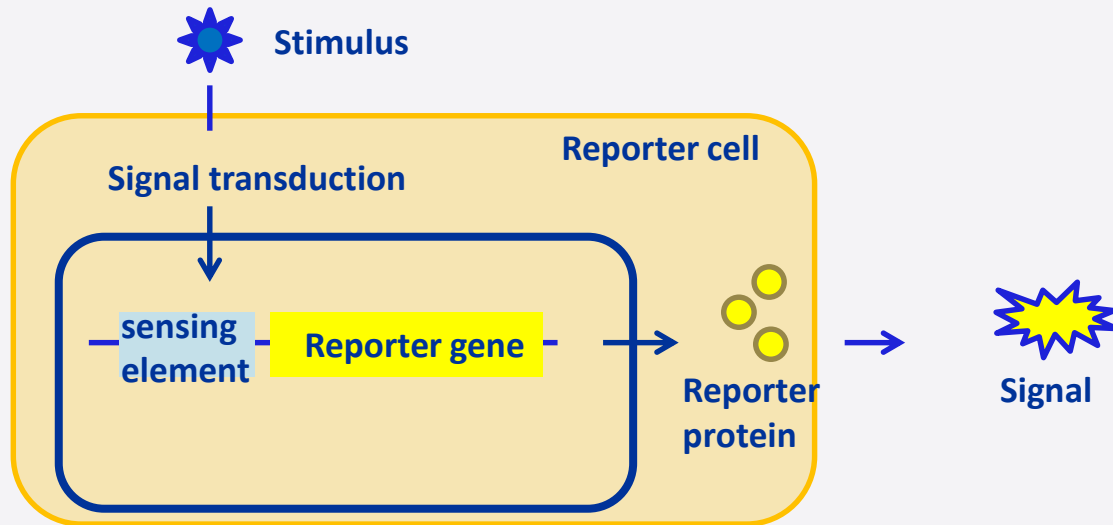 Stimulus
Reporter cell
Signal transduction
sensing
element
Reporter gene
Reporter
protein
Signal